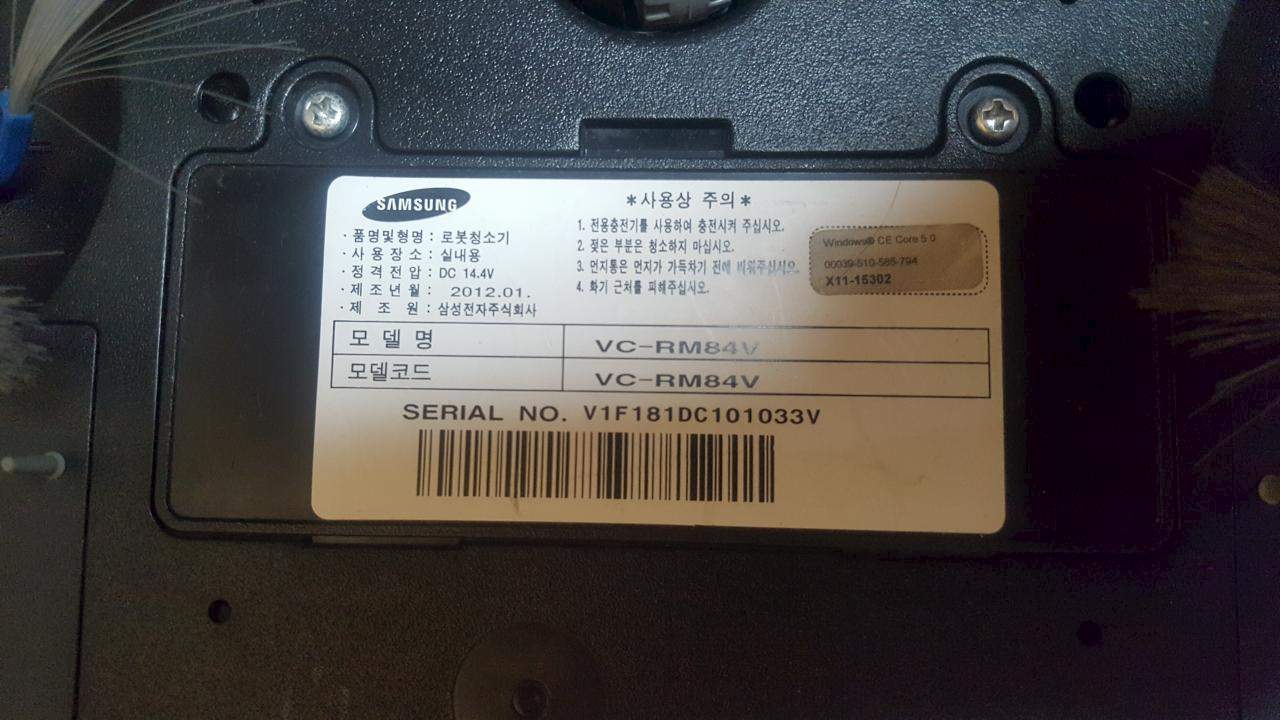 SAMSUNG
· 품명및형명 : 로봇청소기
· 사 용 장 소 : 실내용
· 정 격 전 압 : DC 14.4V
· 제 조 년 월 : 2012.01.
· 제 조 원 : 삼성전자주식회사
*사용상 주의*
1. 전용충전기를 사용하여 충전시켜 주십시오.
2. 젖은 부분은 청소하지 마십시오.
3. 먼지통은 먼지가 가득차기 전에 비워주십시오.
4. 화기 근처를 피해주십시오.
Windows® CE Core 5.0
00039-510-585-794
X11-15302
모 델 명 VC-RM84V
모델코드 VC-RM84V
SERIAL NO. V1F181DC101033V